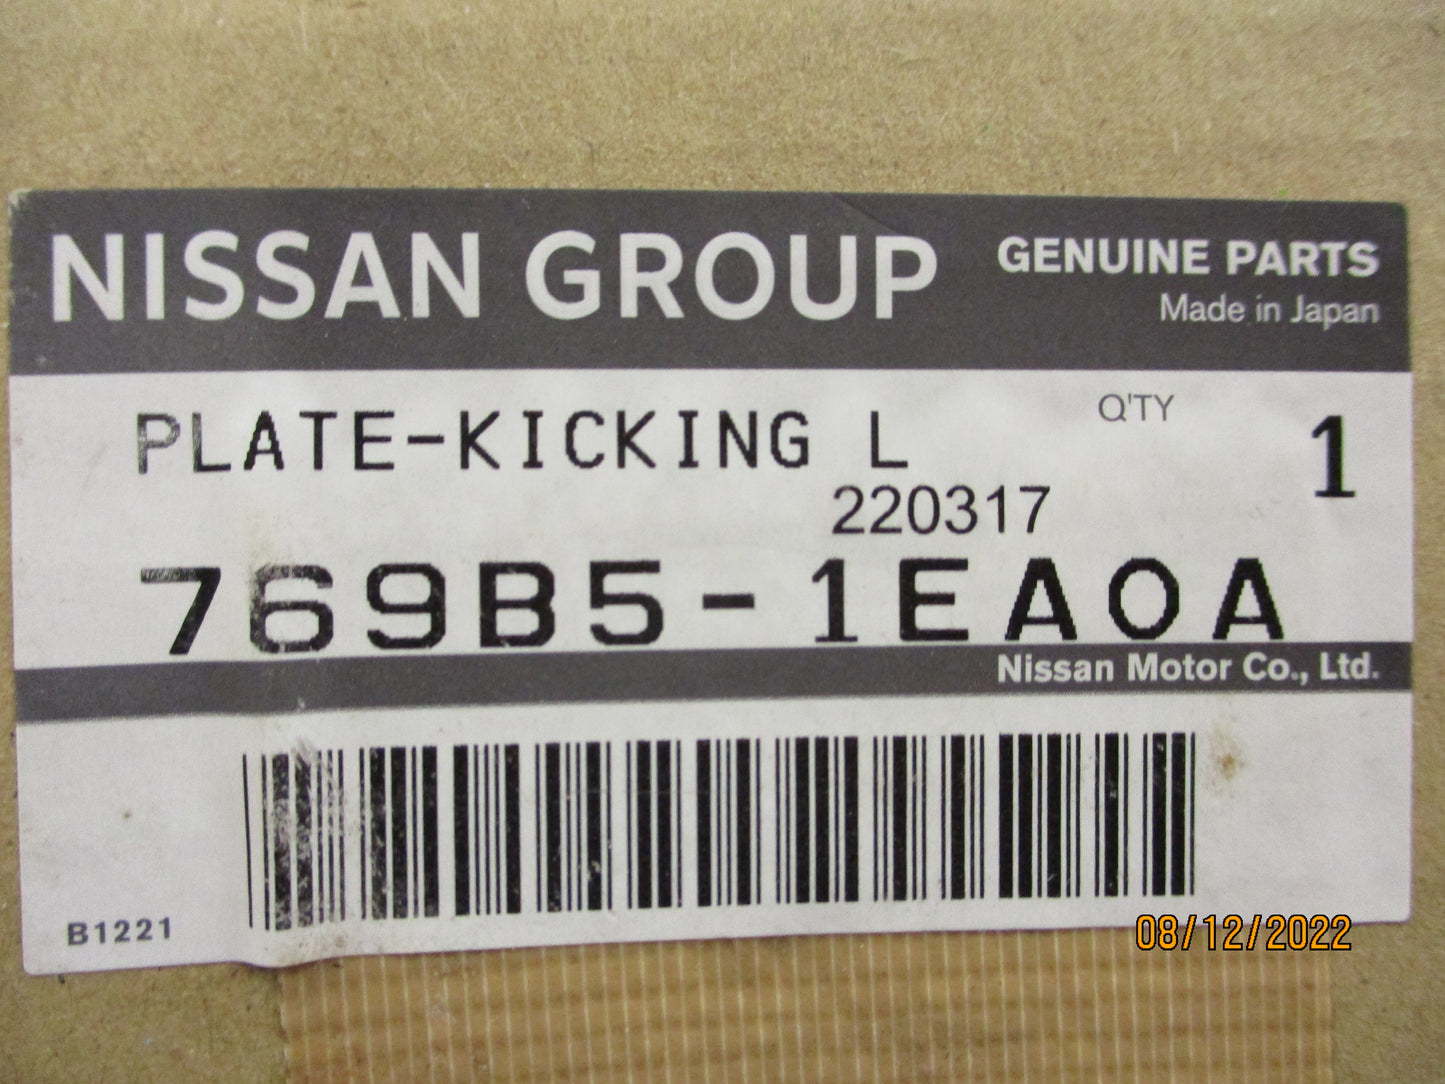 NISSAN GROUP
GENUINE PARTS
Made in Japan
PLATE-KICKING L
Q'TY
1
220317
769B5-1EA0A
Nissan Motor Co., Ltd.
B1221
08/12/2022